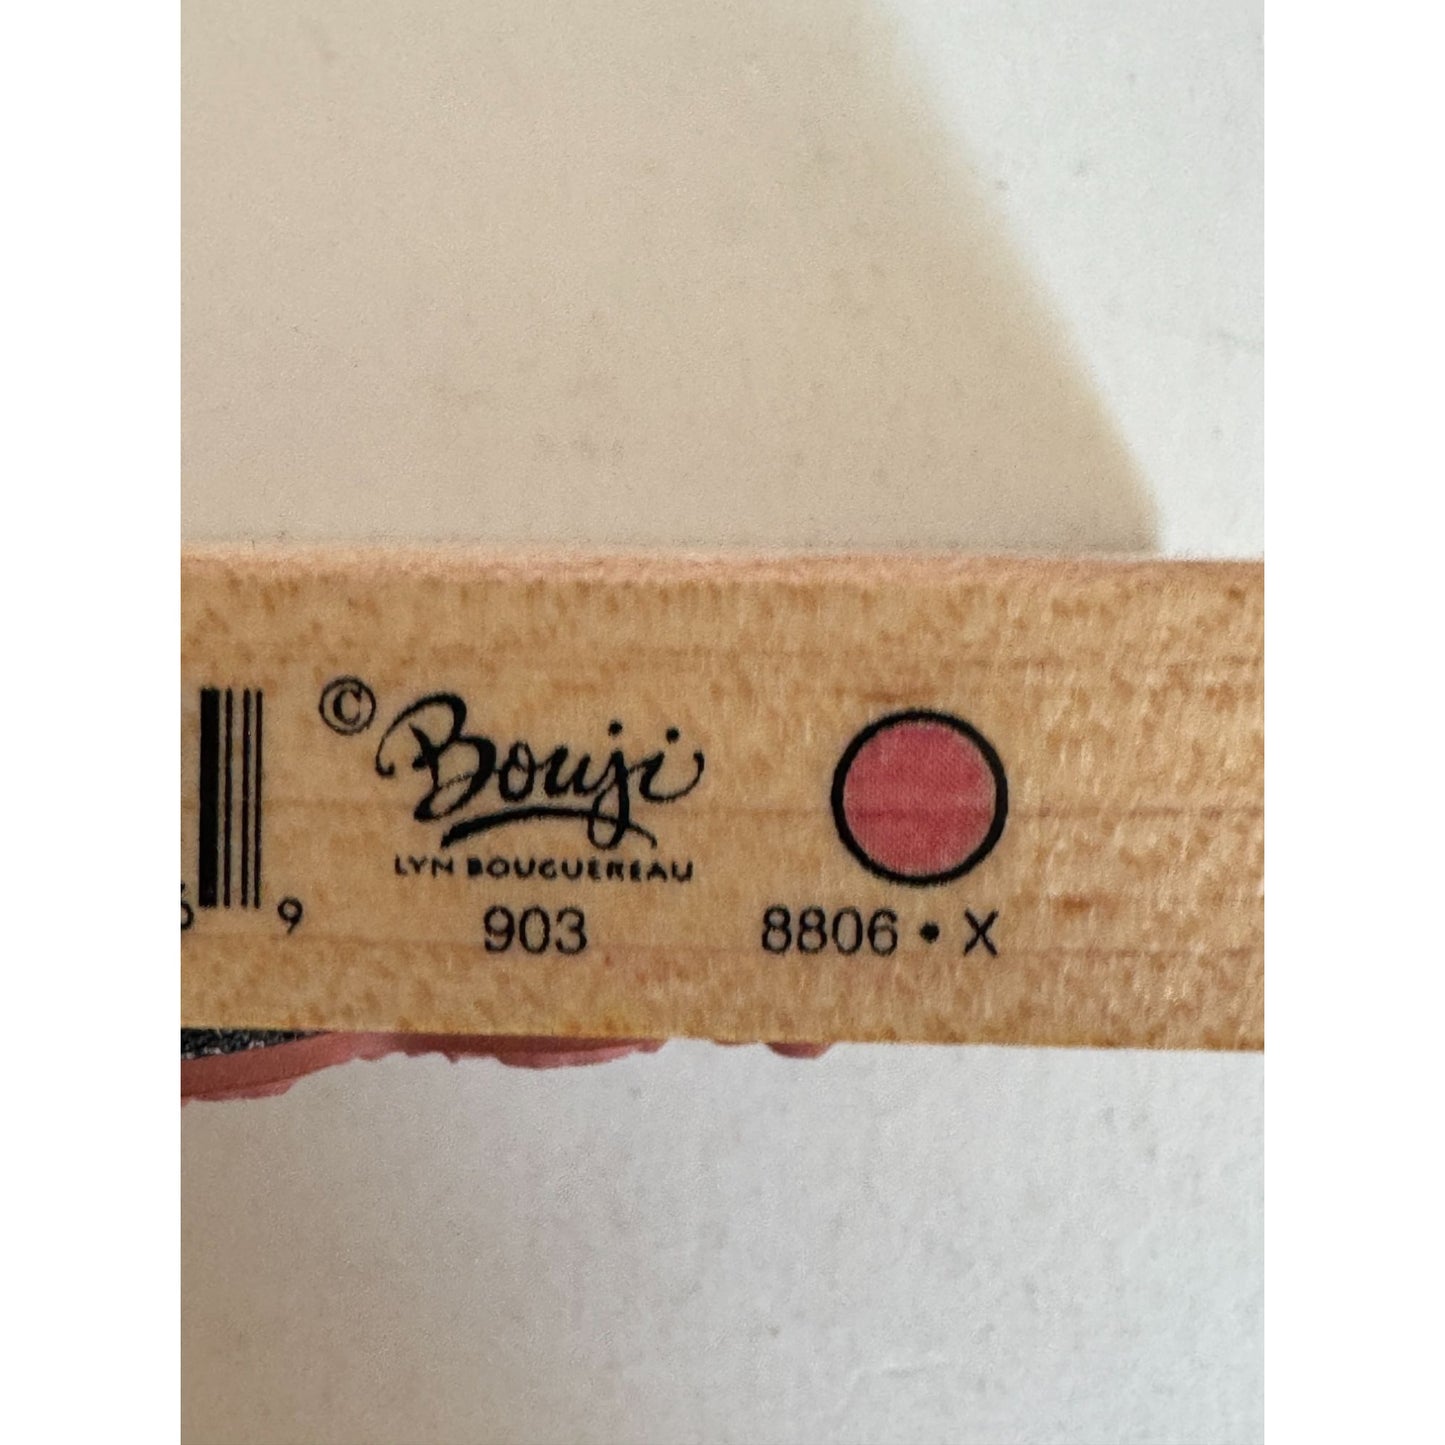 © Bouji
LYN BOUGUEREAU
9
903
8806 • X